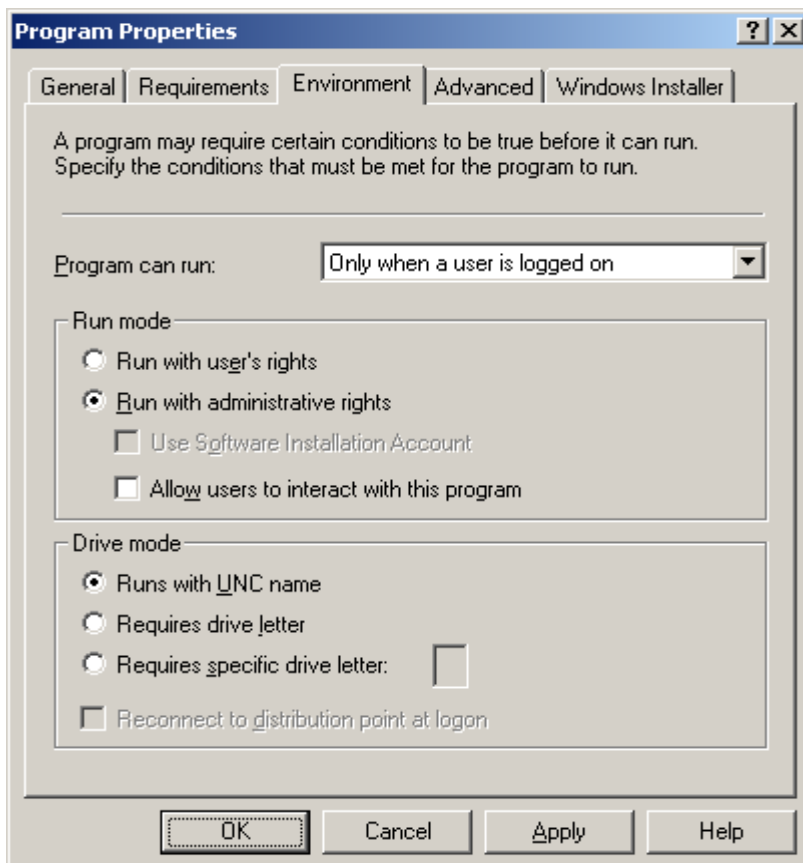 Program Properties
General Requirements Environment Advanced Windows Installer
A program may require certain conditions to be true before it can run.
Specify the conditions that must be met for the program to run.
Program can run: Only when a user is logged on
Run mode
Run with user's rights
Run with administrative rights
Use Software Installation Account
Allow users to interact with this program
Drive mode
Runs with UNC name
Requires drive letter
Requires specific drive letter:
Reconnect to distribution point at logon
OK Cancel Apply Help